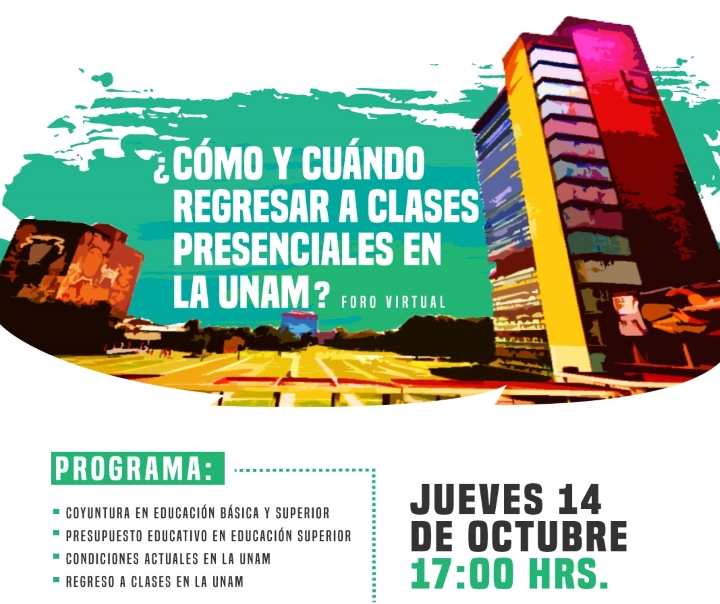 ¿CÓMO Y CUÁNDO
REGRESAR A CLASES
PRESENCIALES EN
LA UNAM? FORO VIRTUAL
PROGRAMA:
COYUNTURA EN EDUCACIÓN BÁSICA Y SUPERIOR
PRESUPUESTO EDUCATIVO EN EDUCACIÓN SUPERIOR
CONDICIONES ACTUALES EN LA UNAM
REGRESO A CLASES EN LA UNAM
JUEVES 14
DE OCTUBRE
17:00 HRS.